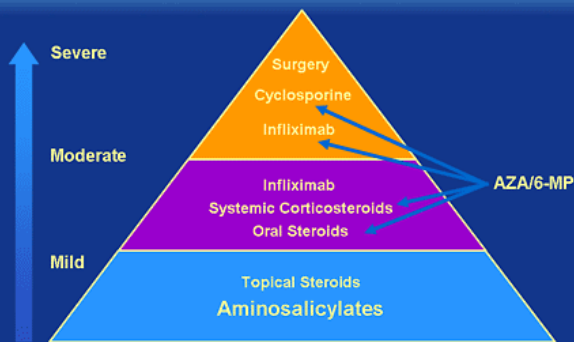 Severe
Surgery
Cyclosporine
Infliximab
Moderate
Infliximab
AZA/6-MP
Systemic Corticosteroids
Oral Steroids
Mild
Topical Steroids
Aminosalicylates